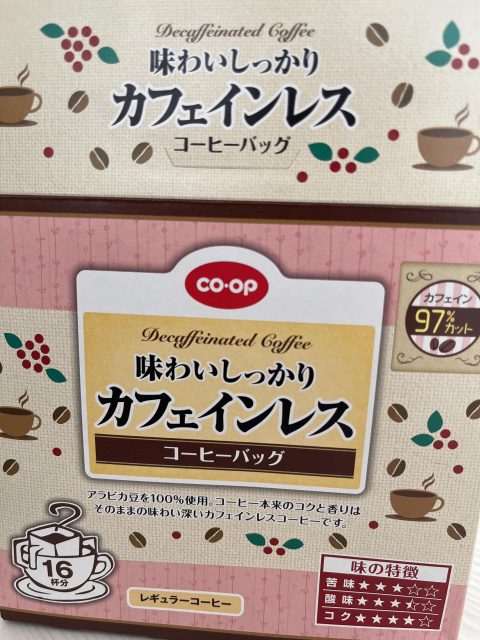 Decaffeinated Coffee
味わいしっかり
カフェインレス
コーヒーバッグ
CO·OP
カフェイン
97%
カット
Decaffeinated Coffee
味わいしっかり
カフェインレス
コーヒーバッグ
アラビカ豆を100%使用。コーヒー本来のコクと香りは
そのままの味わい深いカフェインレスコーヒーです。
16
杯分
レギュラーコーヒー
味の特徴
苦味★★★☆☆
酸味★★★⯪☆
コク★★★★☆